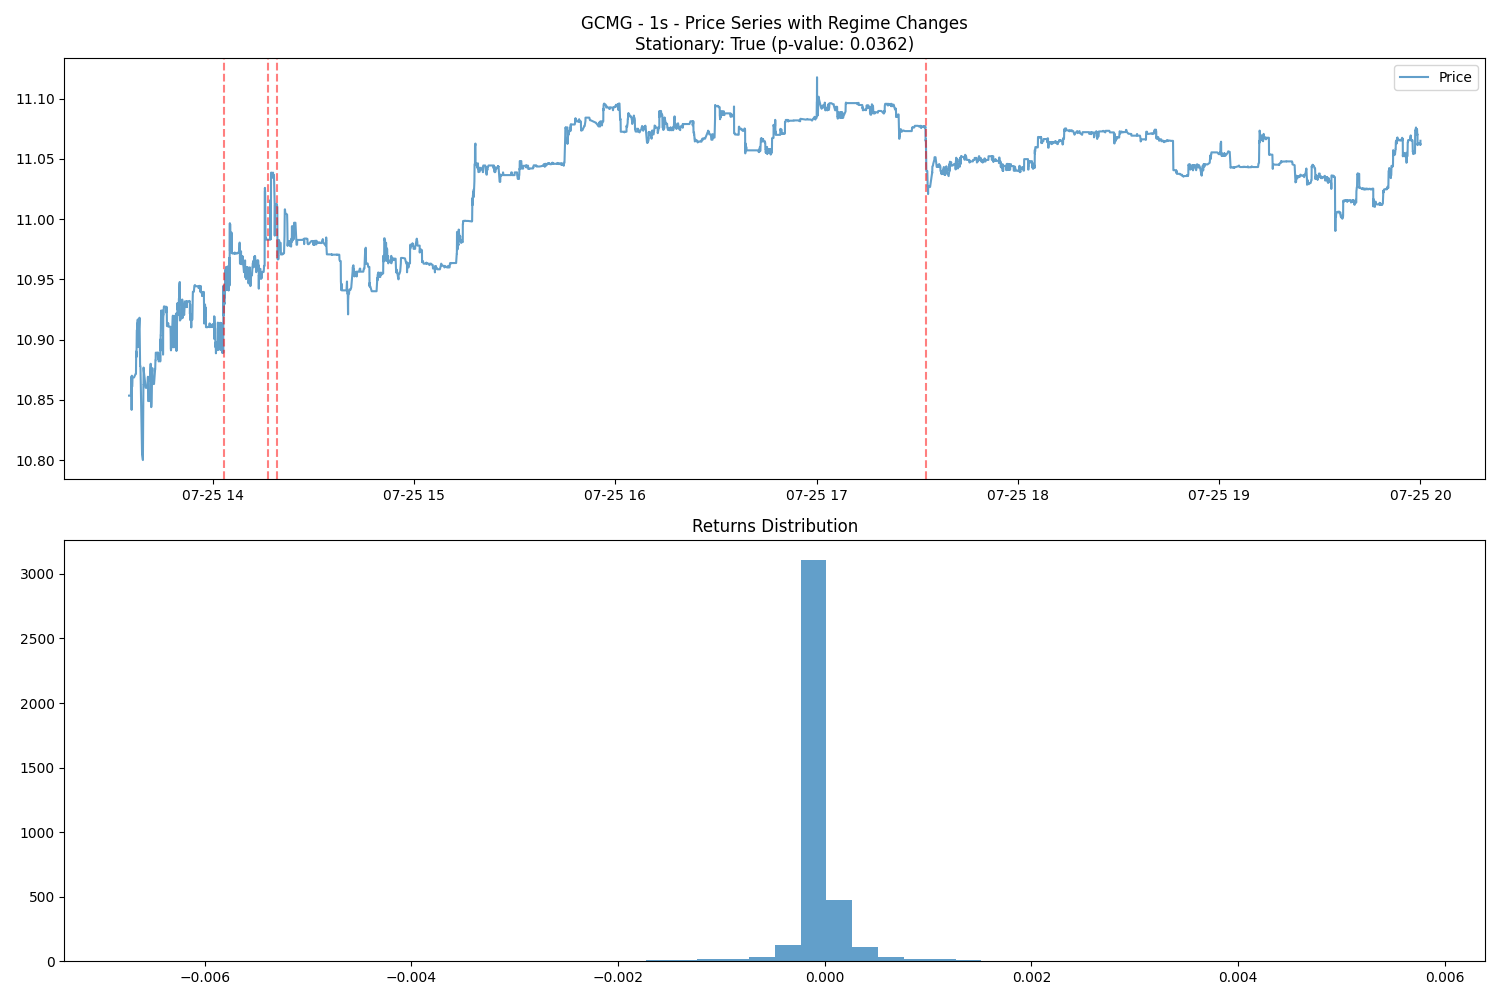 GCMG - 1s - Price Series with Regime Changes
Stationary: True (p-value: 0.0362)
Price
11.10
11.05
11.00
10.95
10.90
10.85
10.80
07-25 14 07-25 15 07-25 16 07-25 17 07-25 18 07-25 19 07-25 20
Returns Distribution
3000
2500
2000
1500
1000
500
0
−0.006 −0.004 −0.002 0.000 0.002 0.004 0.006